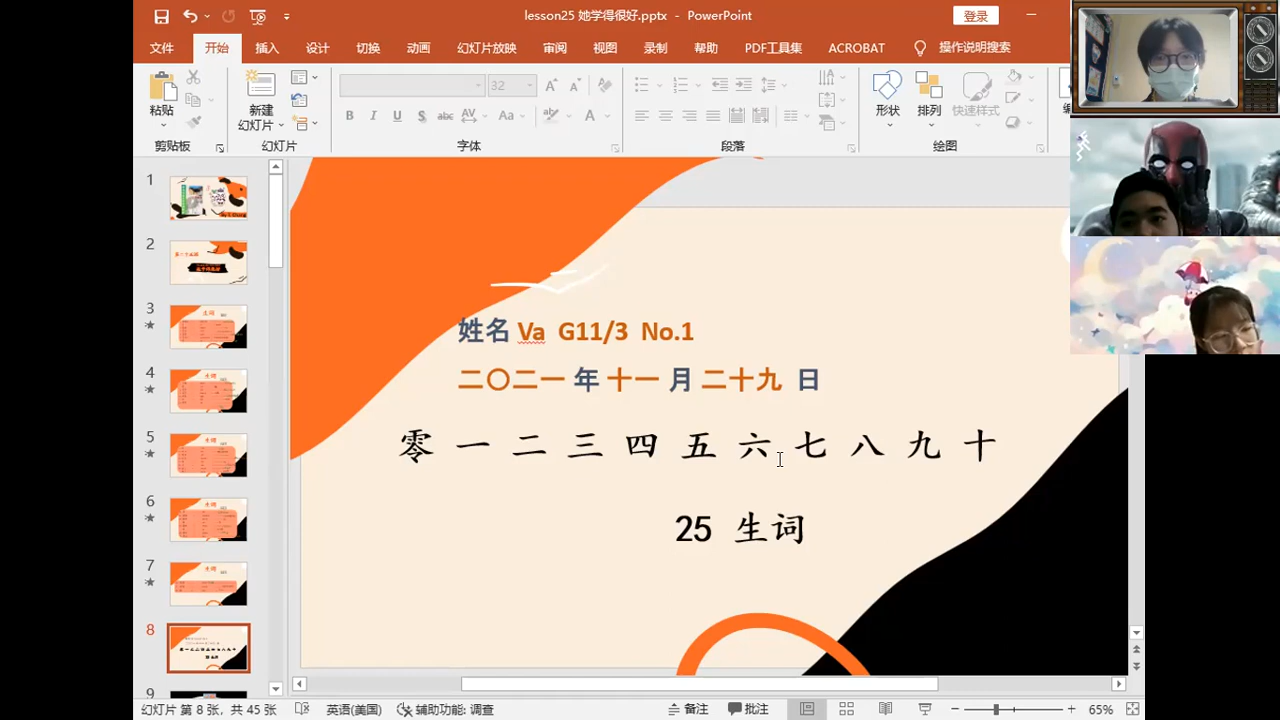 lesson25 她学得很好.pptx - PowerPoint
登录
文件 开始 插入 设计 切换 动画 幻灯片放映 审阅 视图 录制 帮助 PDF工具集 ACROBAT 操作说明搜索
粘贴
新建
幻灯片
32
B I U S abc AV Aa A
形状 排列 快速样式
剪贴板 幻灯片 字体 段落 绘图
1
2
3
4
5
6
7
8
9
姓名 Va G11/3 No.1
二〇二一 年 十一 月 二十九 日
零 一 二 三 四 五 六 七 八 九 十
25 生词
幻灯片 第 8 张，共 45 张 英语(美国) 辅助功能: 调查 备注 批注 65%